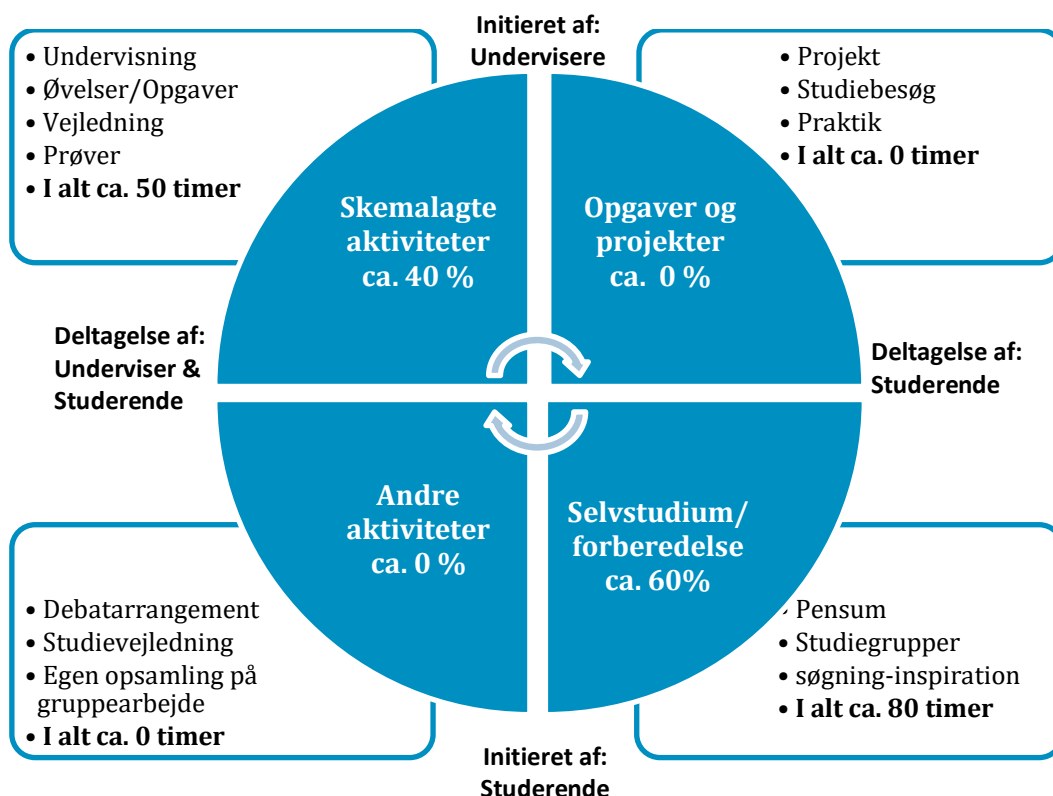 Initieret af:
Undervisere
• Undervisning
• Øvelser/Opgaver
• Vejledning
• Prøver
• I alt ca. 50 timer
• Projekt
• Studiebesøg
• Praktik
• I alt ca. 0 timer
Skemalagte
aktiviteter
ca. 40 %
Opgaver og
projekter
ca. 0 %
Deltagelse af:
Underviser &
Studerende
Deltagelse af:
Studerende
Andre
aktiviteter
ca. 0 %
Selvstudium/
forberedelse
ca. 60%
• Debatarrangement
• Studievejledning
• Egen opsamling på
gruppearbejde
• I alt ca. 0 timer
• Pensum
• Studiegrupper
• søgning-inspiration
• I alt ca. 80 timer
Initieret af:
Studerende